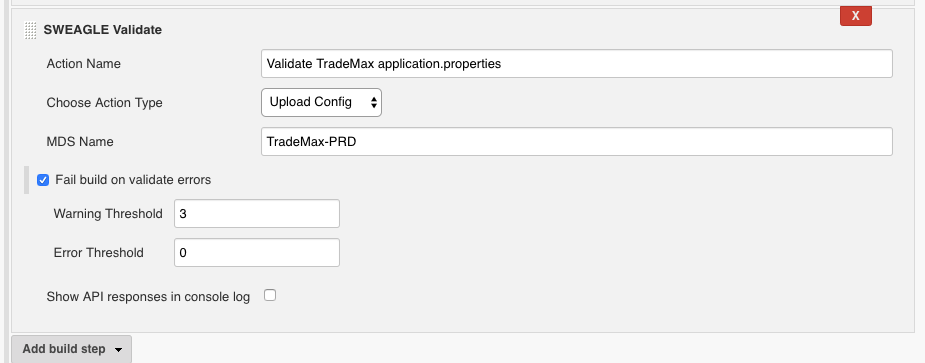 X
SWEAGLE Validate
Action Name Validate TradeMax application.properties
Choose Action Type Upload Config
MDS Name TradeMax-PRD
Fail build on validate errors
Warning Threshold 3
Error Threshold 0
Show API responses in console log
Add build step